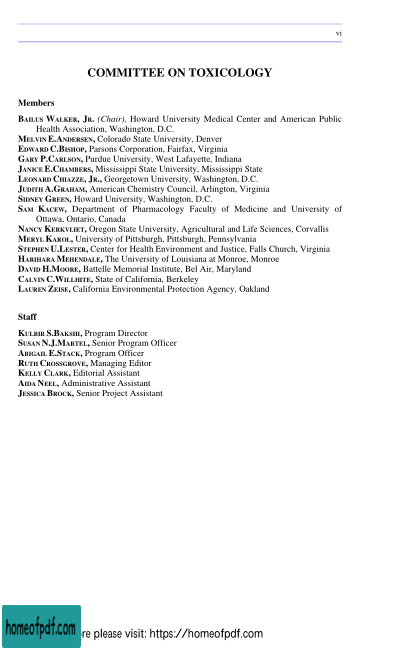 vi
COMMITTEE ON TOXICOLOGY
Members
BAILUS WALKER, JR. (Chair), Howard University Medical Center and American Public
Health Association, Washington, D.C.
MELVIN E.ANDERSEN, Colorado State University, Denver
EDWARD C.BISHOP, Parsons Corporation, Fairfax, Virginia
GARY P.CARLSON, Purdue University, West Lafayette, Indiana
JANICE E.CHAMBERS, Mississippi State University, Mississippi State
LEONARD CHIAZZE, JR., Georgetown University, Washington, D.C.
JUDITH A.GRAHAM, American Chemistry Council, Arlington, Virginia
SIDNEY GREEN, Howard University, Washington, D.C.
SAM KACEW, Department of Pharmacology Faculty of Medicine and University of
Ottawa, Ontario, Canada
NANCY KERKVLIET, Oregon State University, Agricultural and Life Sciences, Corvallis
MERYL KAROL, University of Pittsburgh, Pittsburgh, Pennsylvania
STEPHEN U.LESTER, Center for Health Environment and Justice, Falls Church, Virginia
HARIHARA MEHENDALE, The University of Louisiana at Monroe, Monroe
DAVID H.MOORE, Battelle Memorial Institute, Bel Air, Maryland
CALVIN C.WILLHITE, State of California, Berkeley
LAUREN ZEISE, California Environmental Protection Agency, Oakland
Staff
KULBIR S.BAKSHI, Program Director
SUSAN N.J.MARTEL, Senior Program Officer
ABIGAIL E.STACK, Program Officer
RUTH CROSSGROVE, Managing Editor
KELLY CLARK, Editorial Assistant
AIDA NEEL, Administrative Assistant
JESSICA BROCK, Senior Project Assistant
homeofpdf.com re please visit: https://homeofpdf.com